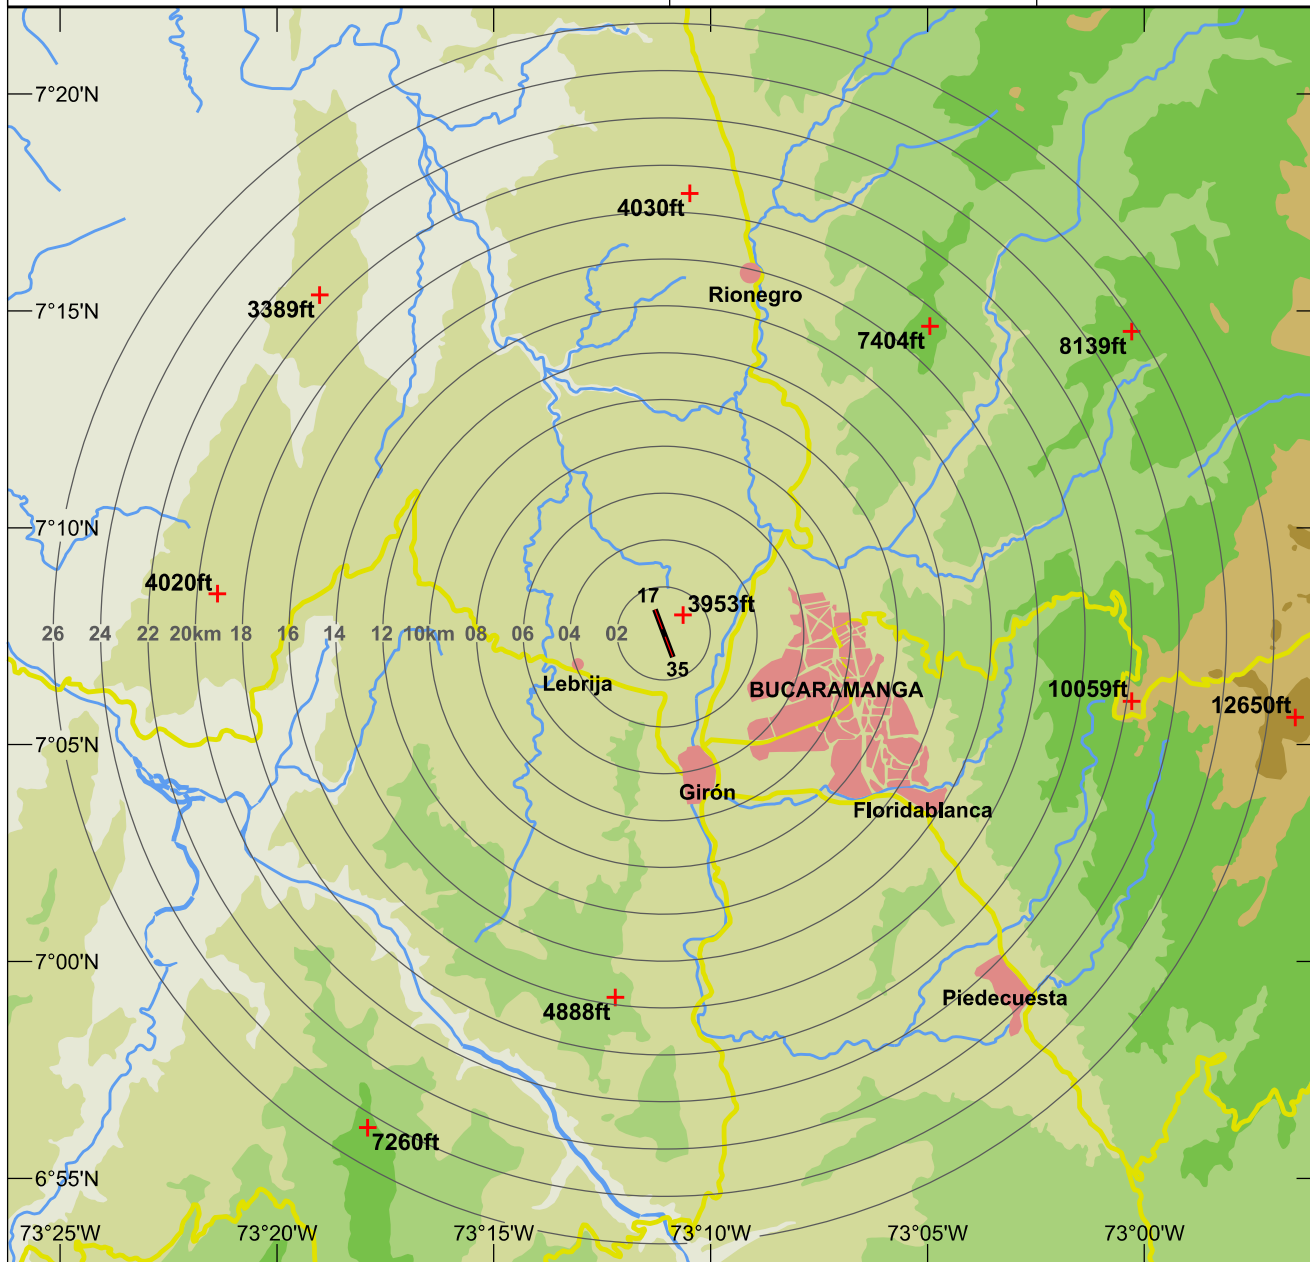 7°20'N
4030ft
3389ft
7°15'N
Rionegro
7404ft
8139ft
7°10'N
4020ft
17
3953ft
26 24 22 20km 18 16 14 12 10km 08 06 04 02
35
Lebrija
BUCARAMANGA
10059ft
12650ft
7°05'N
Girón
Floridablanca
7°00'N
Piedecuesta
4888ft
7260ft
6°55'N
73°25'W 73°20'W 73°15'W 73°10'W 73°05'W 73°00'W